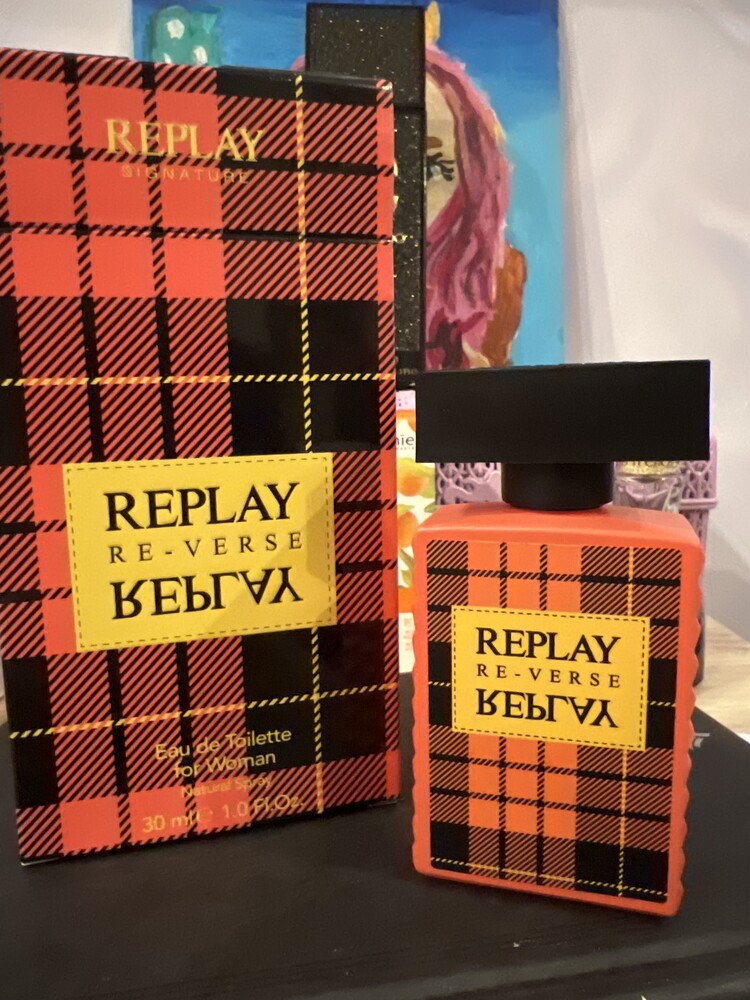 REPLAY
SIGNATURE
REPLAY
RE-VERSE
REPLAY
Eau de Toilette
for Woman
Natural Spray
30 ml e 1.0 Fl.Oz.
REPLAY
RE-VERSE
REPLAY